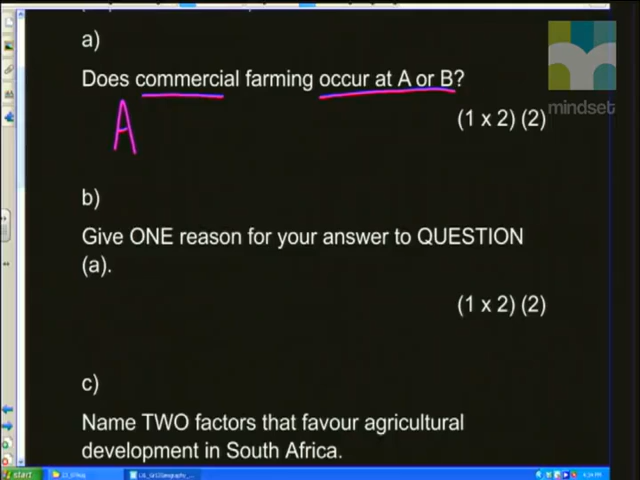 a)
Does commercial farming occur at A or B?
A
(1 x 2) (2)
b)
Give ONE reason for your answer to QUESTION
(a).
(1 x 2) (2)
c)
Name TWO factors that favour agricultural
development in South Africa.
mindset
start